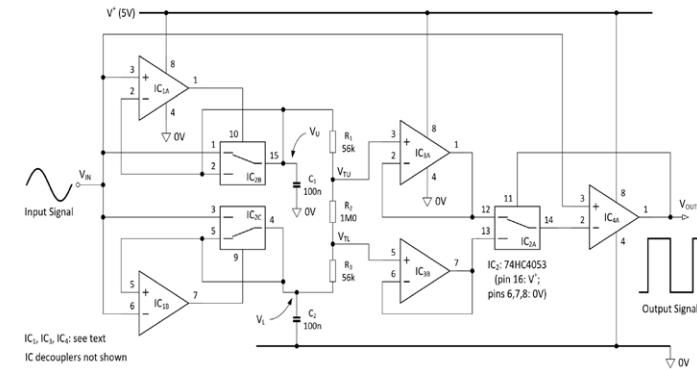 V⁺ (5V)
3
8
IC1A
1
2
4
0V
10
1
15
2
IC2B
VU
R1
56k
C1
100n
0V
VTU
R2
1M0
VTL
R3
56k
3
8
IC3A
1
2
4
0V
VIN
Input Signal
3
IC2C
4
5
9
5
IC1B
7
6
VL
C2
100n
5
IC3B
7
6
11
12
14
13
IC2A
IC2: 74HC4053
(pin 16: V⁺;
pins 6,7,8: 0V)
3
8
IC4A
1
2
4
VOUT
Output Signal
IC1, IC3, IC4: see text
IC decouplers not shown
0V